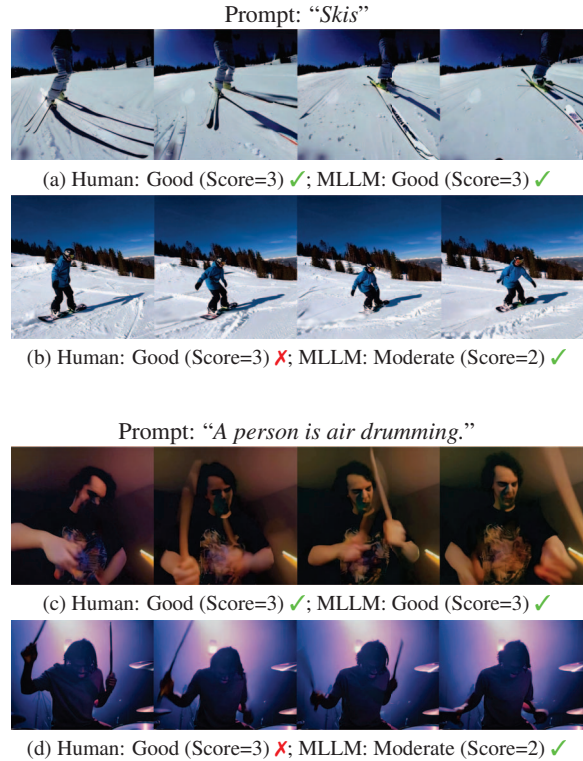 Prompt: “Skis”
(a) Human: Good (Score=3) ✓; MLLM: Good (Score=3) ✓
(b) Human: Good (Score=3) ✗; MLLM: Moderate (Score=2) ✓
Prompt: “A person is air drumming.”
(c) Human: Good (Score=3) ✓; MLLM: Good (Score=3) ✓
(d) Human: Good (Score=3) ✗; MLLM: Moderate (Score=2) ✓